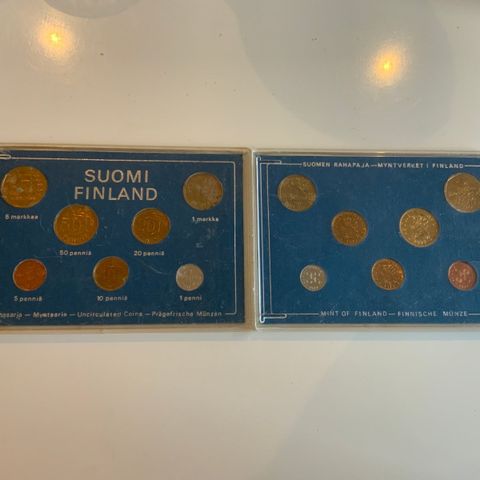 SUOMI
FINLAND
5 markkaa
1 markka
50 penniä
20 penniä
5 penniä
10 penniä
1 penni
Myntserie — Uncirculated Coins — Prägefrische Münzen
SUOMEN RAHAPAJA — MYNTVERKET I FINLAND
MINT OF FINLAND — FINNISCHE MÜNZE